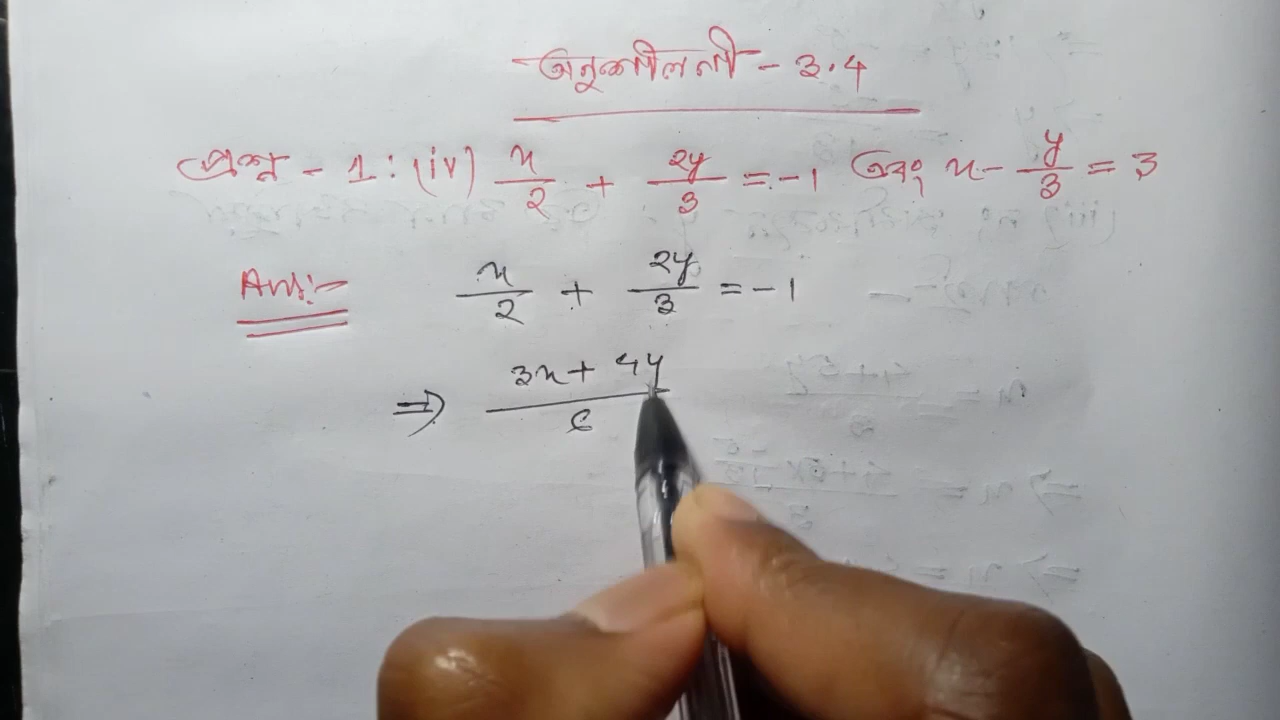 অনুশীলনী - 3.4
প্রশ্ন - 1 : (iv) x/2 + 2y/3 = -1 এবং x - y/3 = 3
Ans:- x/2 + 2y/3 = -1
⇒ (3x + 4y)/6